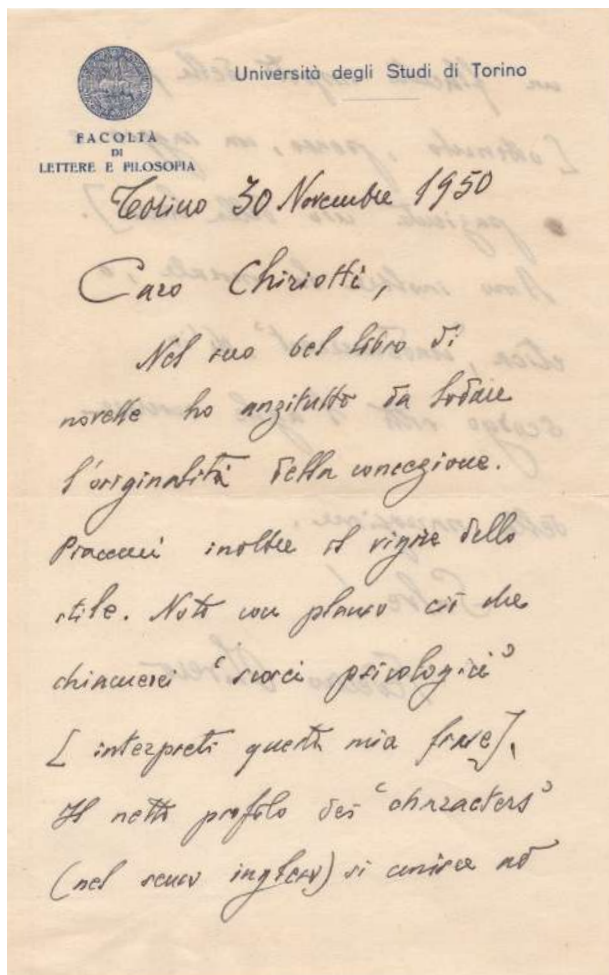 Università degli Studi di Torino
FACOLTÀ
DI
LETTERE E FILOSOFIA
Torino 30 Novembre 1950
Caro Chiriotti,
Nel suo bel libro di
novelle ho anzitutto da lodare
l'originalità della concezione.
Piacemi inoltre il vigore dello
stile. Noto con plauso ciò che
chiamerei "scorci psicologici"
[interpreti questa mia frase].
Il netto profilo dei "characters"
(nel senso inglese) si unisce ad